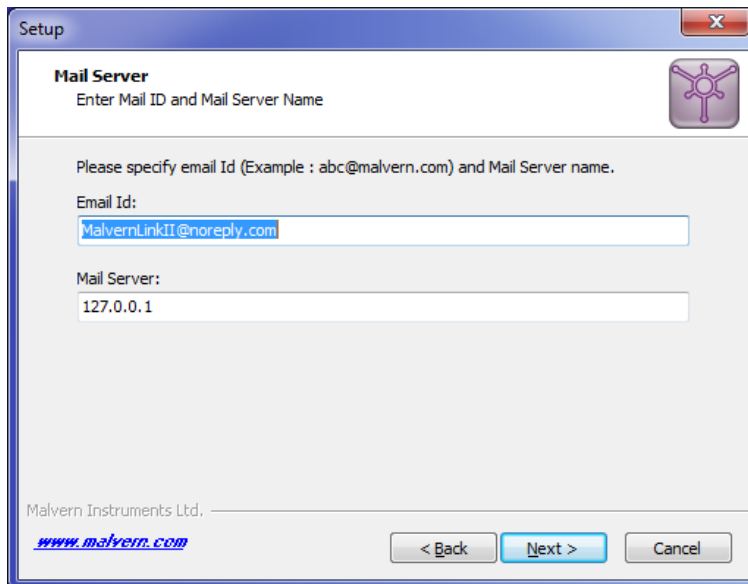 Setup
Mail Server
Enter Mail ID and Mail Server Name
Please specify email Id (Example : abc@malvern.com) and Mail Server name.
Email Id:
MalvernLinkII@noreply.com
Mail Server:
127.0.0.1
Malvern Instruments Ltd.
www.malvern.com
< Back
Next >
Cancel